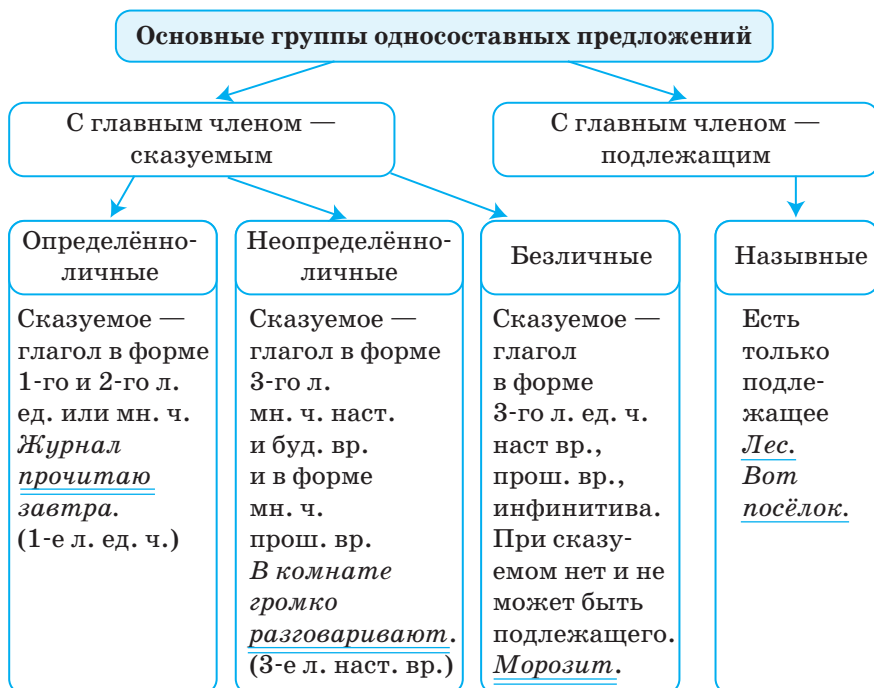 Основные группы односоставных предложений
С главным членом —
сказуемым
С главным членом —
подлежащим
Определённо-
личные
Сказуемое —
глагол в форме
1-го и 2-го л.
ед. или мн. ч.
Журнал
прочитаю
завтра.
(1-е л. ед. ч.)
Неопределённо-
личные
Сказуемое —
глагол в форме
3-го л.
мн. ч. наст.
и буд. вр.
и в форме
мн. ч.
прош. вр.
В комнате
громко
разговаривают.
(3-е л. наст. вр.)
Безличные
Сказуемое —
глагол
в форме
3-го л. ед. ч.
наст вр.,
прош. вр.,
инфинитива.
При сказу-
емом нет и не
может быть
подлежащего.
Морозит.
Назывные
Есть
только
подле-
жащее
Лес.
Вот
посёлок.